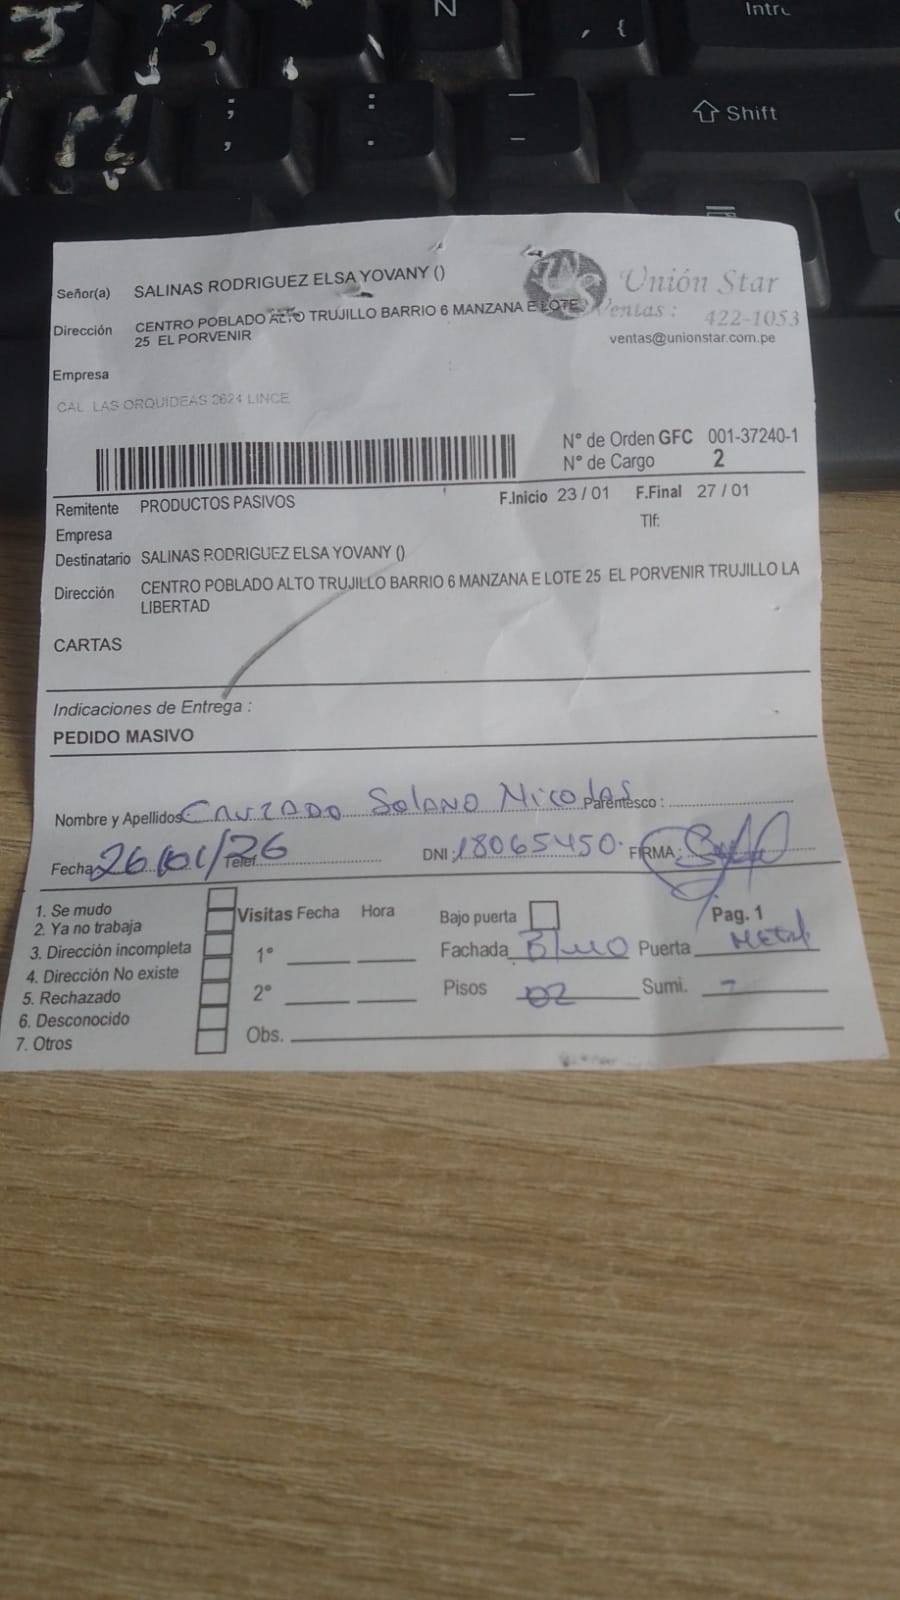 N
Intr
, {
;
,
:
.
—
–
Shift
Señor(a) SALINAS RODRIGUEZ ELSA YOVANY ()
Dirección CENTRO POBLADO ALTO TRUJILLO BARRIO 6 MANZANA E LOTE
25 EL PORVENIR
Unión Star
Ventas : 422-1053
ventas@unionstar.com.pe
Empresa
CAL LAS ORQUIDEAS 2624 LINCE
N° de Orden GFC 001-37240-1
N° de Cargo 2
Remitente PRODUCTOS PASIVOS F.Inicio 23 / 01 F.Final 27 / 01
Empresa Tlf:
Destinatario SALINAS RODRIGUEZ ELSA YOVANY ()
Dirección CENTRO POBLADO ALTO TRUJILLO BARRIO 6 MANZANA E LOTE 25 EL PORVENIR TRUJILLO LA
LIBERTAD
CARTAS
Indicaciones de Entrega :
PEDIDO MASIVO
Nombre y Apellidos Solano Nicolas Parentesco :
Fecha 26/01/26 Telef. DNI : 18065450 FIRMA :
1. Se mudo
2. Ya no trabaja
3. Dirección incompleta
4. Dirección No existe
5. Rechazado
6. Desconocido
7. Otros
Visitas Fecha Hora
1°
2°
Obs.
Bajo puerta Pag. 1
Fachada Puerta Metal
Pisos 02 Sumi. -